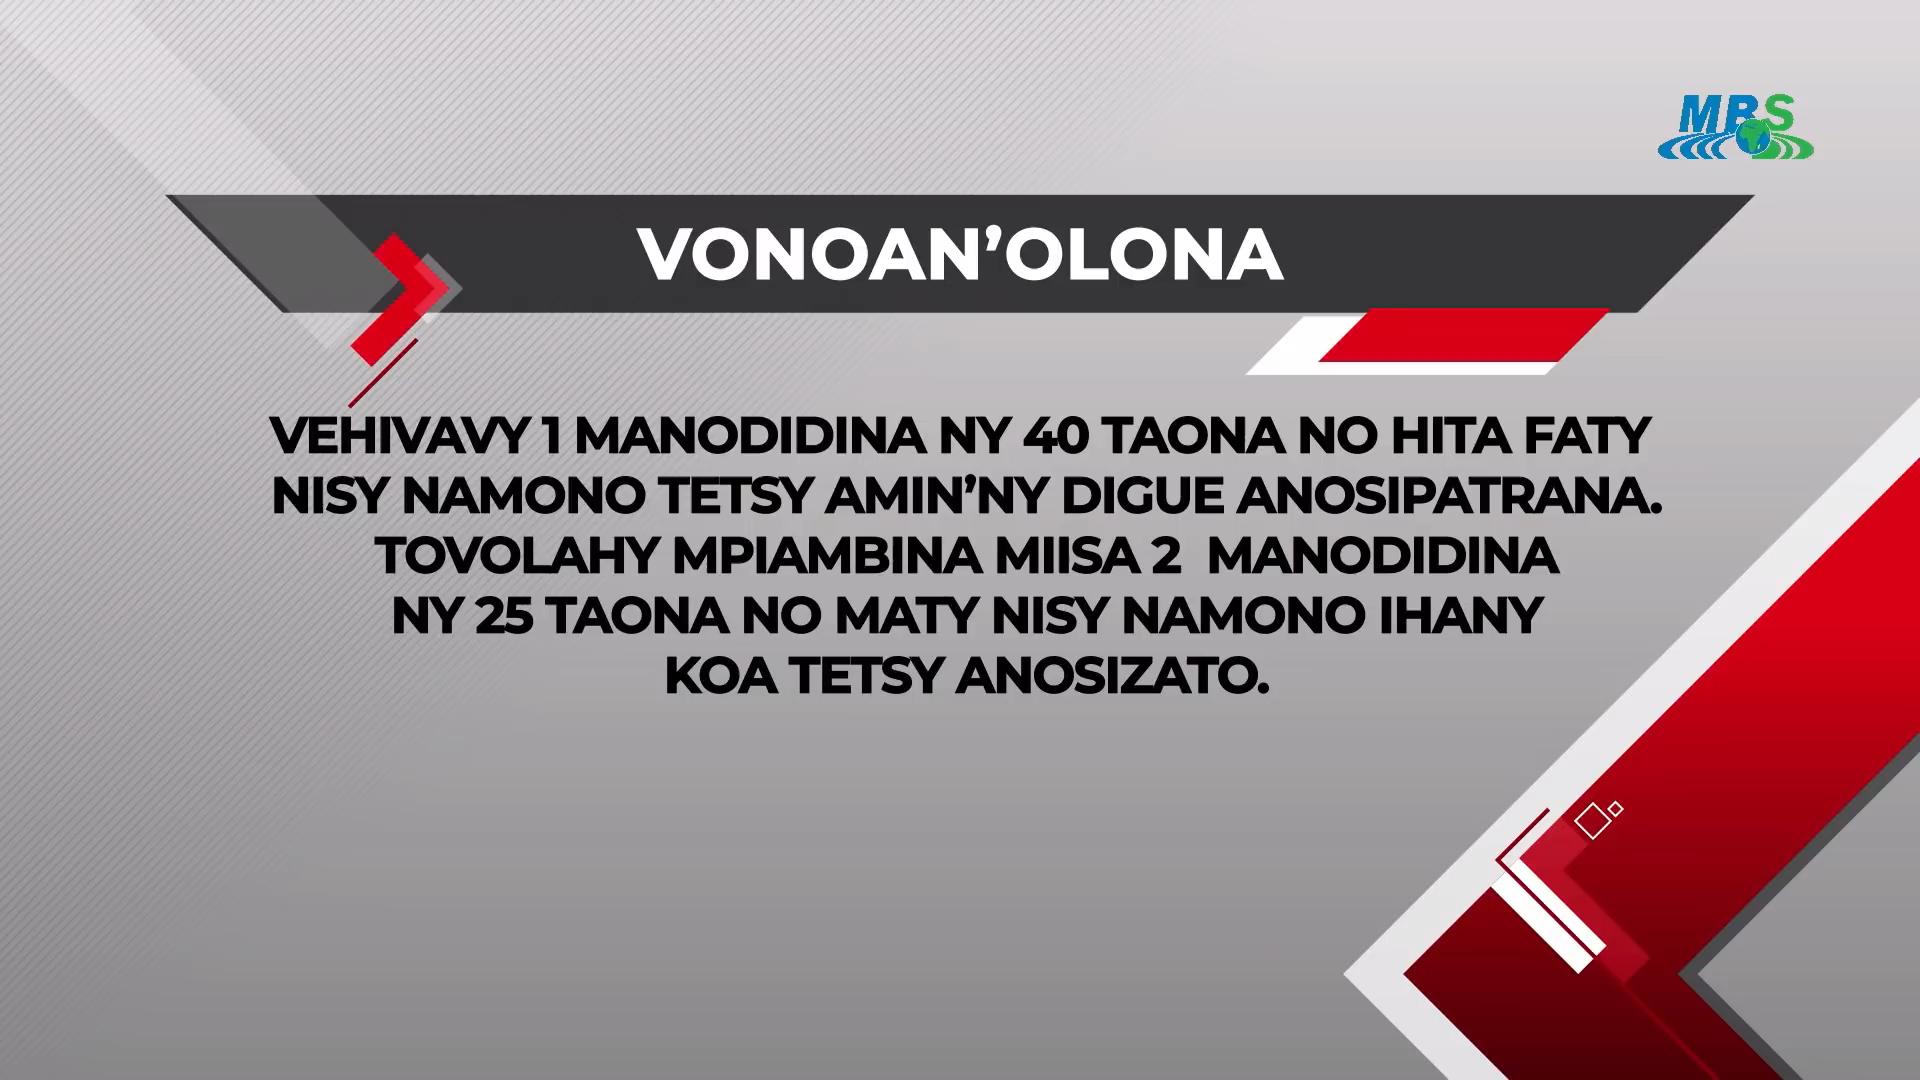 MBS
VONOAN’OLONA
VEHIVAVY 1 MANODIDINA NY 40 TAONA NO HITA FATY
NISY NAMONO TETSY AMIN’NY DIGUE ANOSIPATRANA.
TOVOLAHY MPIAMBINA MIISA 2 MANODIDINA
NY 25 TAONA NO MATY NISY NAMONO IHANY
KOA TETSY ANOSIZATO.